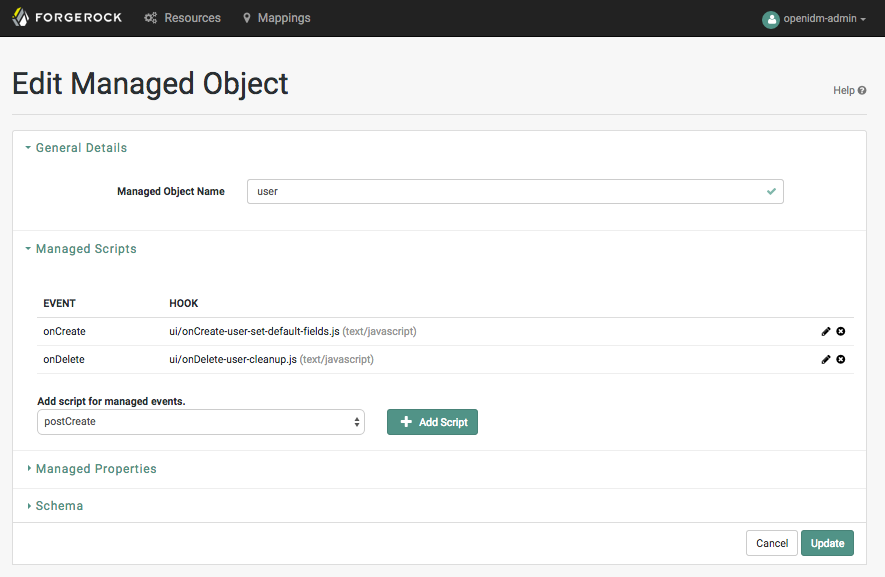 FORGEROCK Resources Mappings openidm-admin
Edit Managed Object
Help
General Details
Managed Object Name user
Managed Scripts
EVENT HOOK
onCreate ui/onCreate-user-set-default-fields.js (text/javascript)
onDelete ui/onDelete-user-cleanup.js (text/javascript)
Add script for managed events.
postCreate Add Script
Managed Properties
Schema
Cancel Update